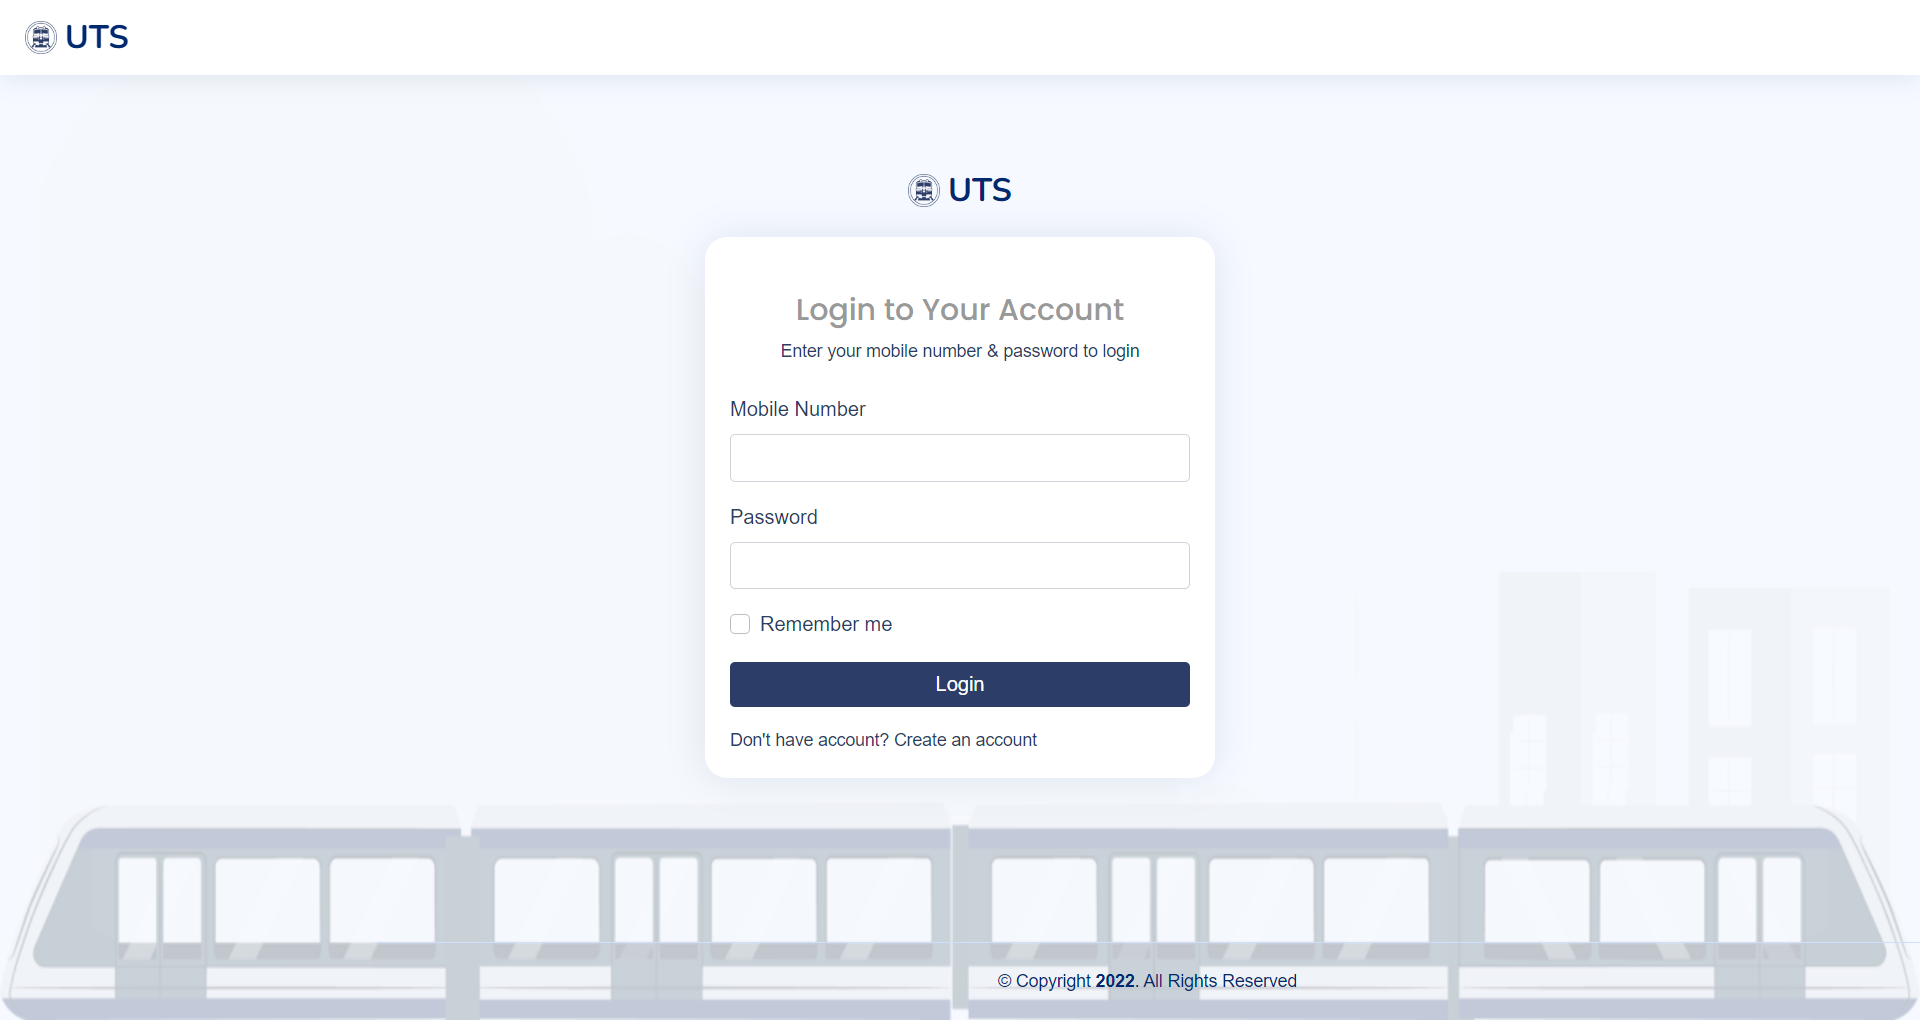 UTS
UTS
Login to Your Account
Enter your mobile number & password to login
Mobile Number
Password
Remember me
Login
Don't have account? Create an account
© Copyright 2022. All Rights Reserved